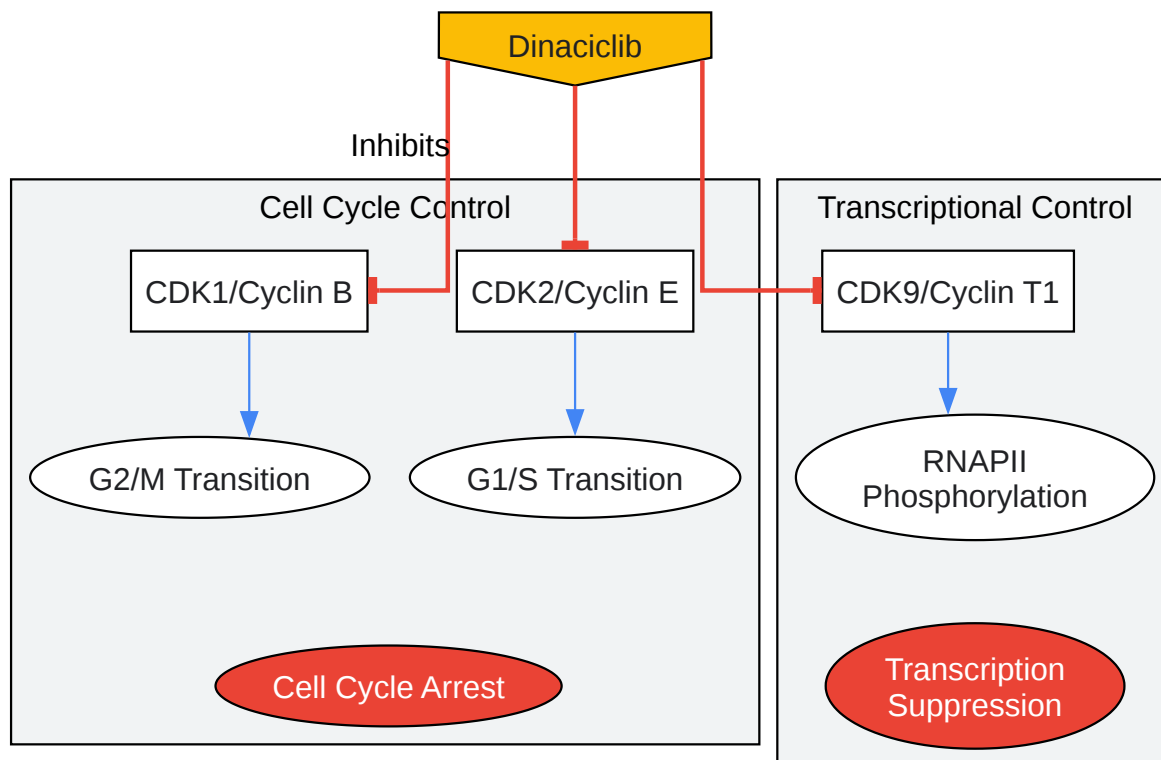 Dinaciclib
Inhibits
Cell Cycle Control
Transcriptional Control
CDK1/Cyclin B
CDK2/Cyclin E
CDK9/Cyclin T1
G2/M Transition
G1/S Transition
RNAPII
Phosphorylation
Cell Cycle Arrest
Transcription
Suppression